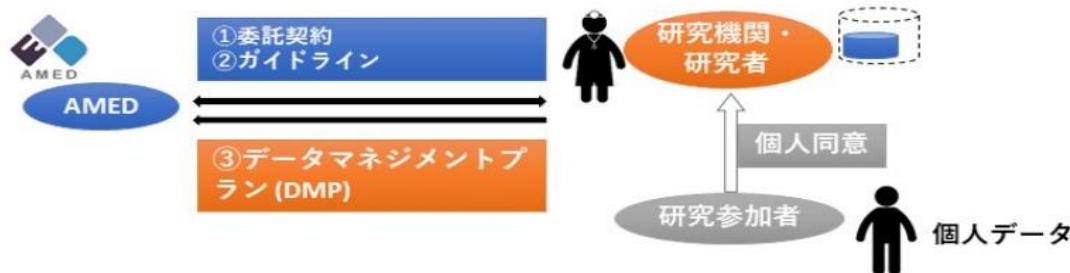 AMED
AMED
①委託契約
②ガイドライン
③データマネジメントプ
ラン(DMP)
研究機関・
研究者
個人同意
研究参加者
個人データ